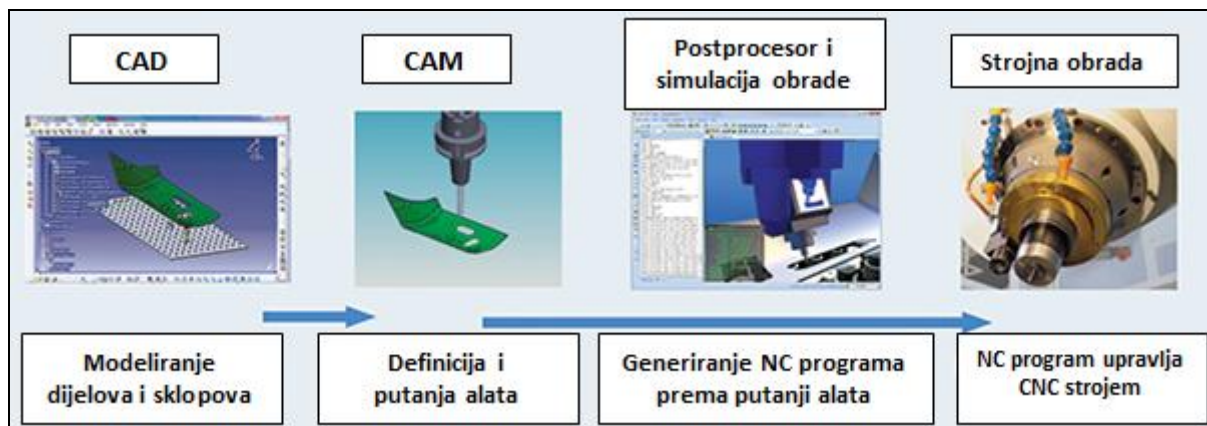 CAD
CAM
Postprocesor i
simulacija obrade
Strojna obrada
Modeliranje
dijelova i sklopova
Definicija i
putanja alata
Generiranje NC programa
prema putanji alata
NC program upravlja
CNC strojem